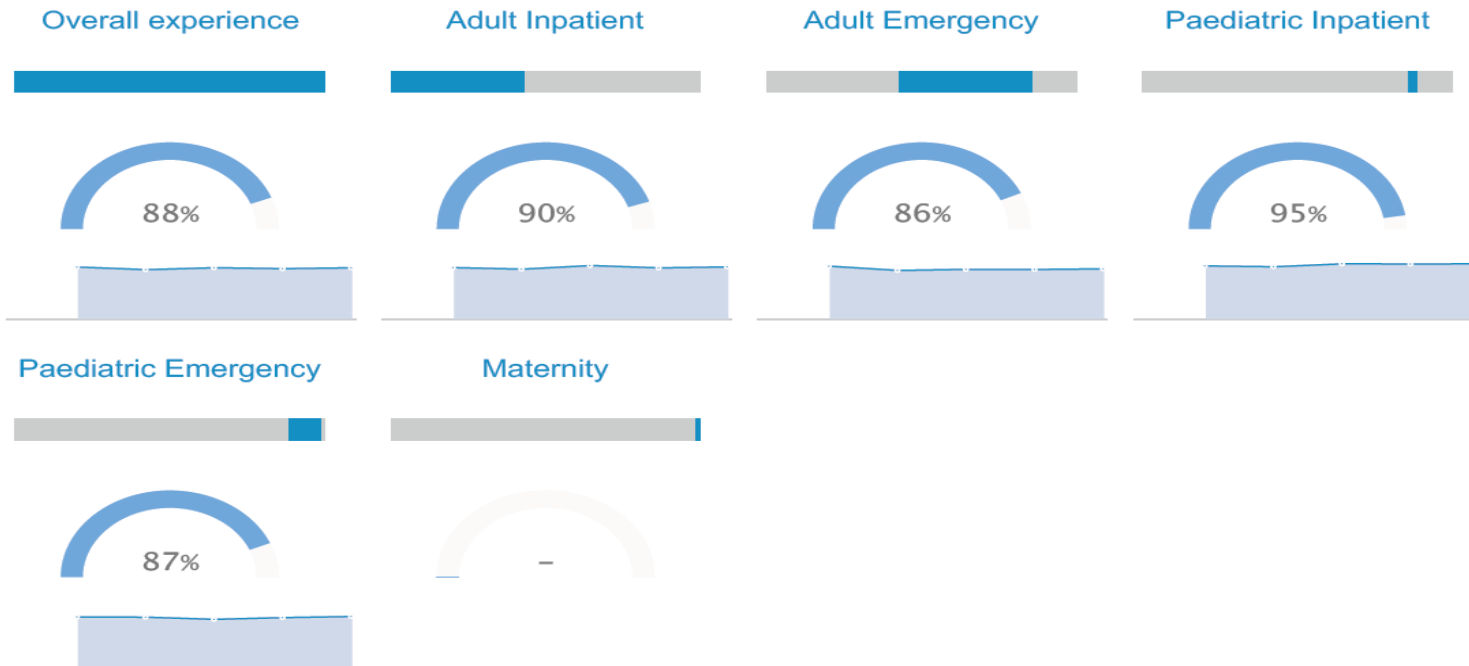 Overall experience
Adult Inpatient
Adult Emergency
Paediatric Inpatient
88%
90%
86%
95%
Paediatric Emergency
Maternity
87%
–